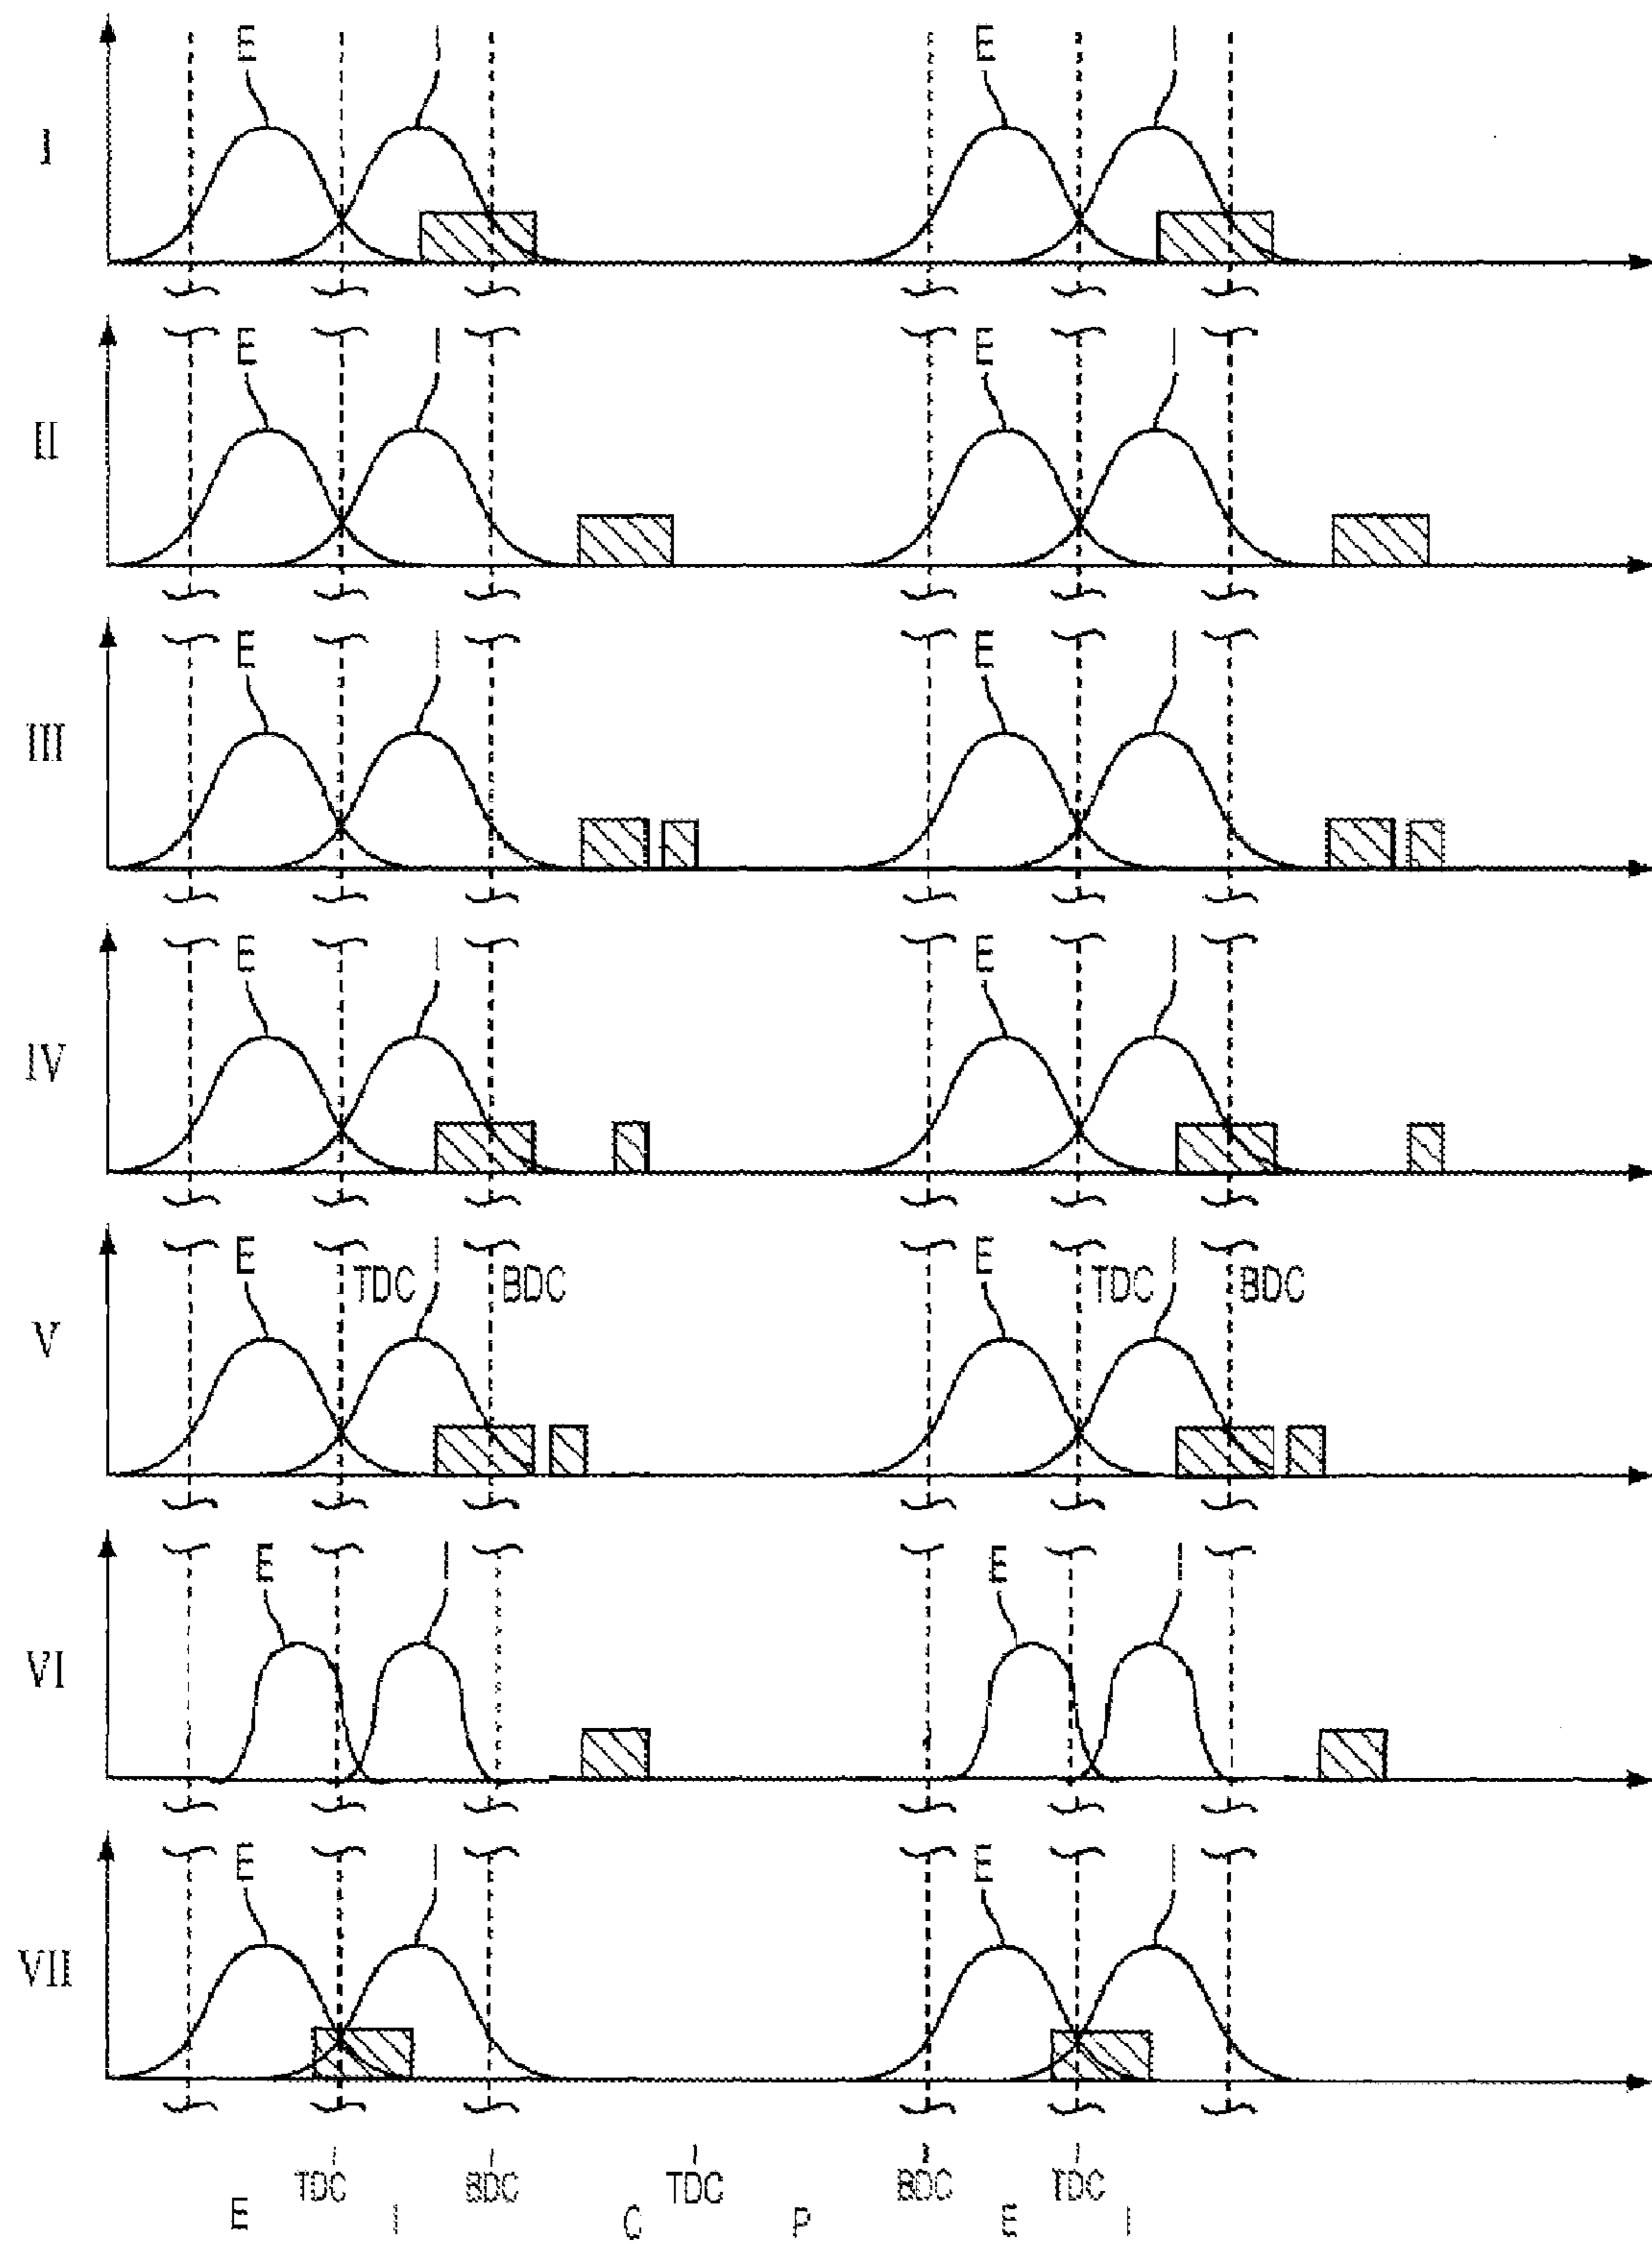 E I E I
I
E I E I
II
E I E I
III
E I E I
IV
E TDC I BDC E TDC I BDC
V
E I E I
VI
E I E I
VII
TDC BDC TDC BDC TDC
E I C P E I